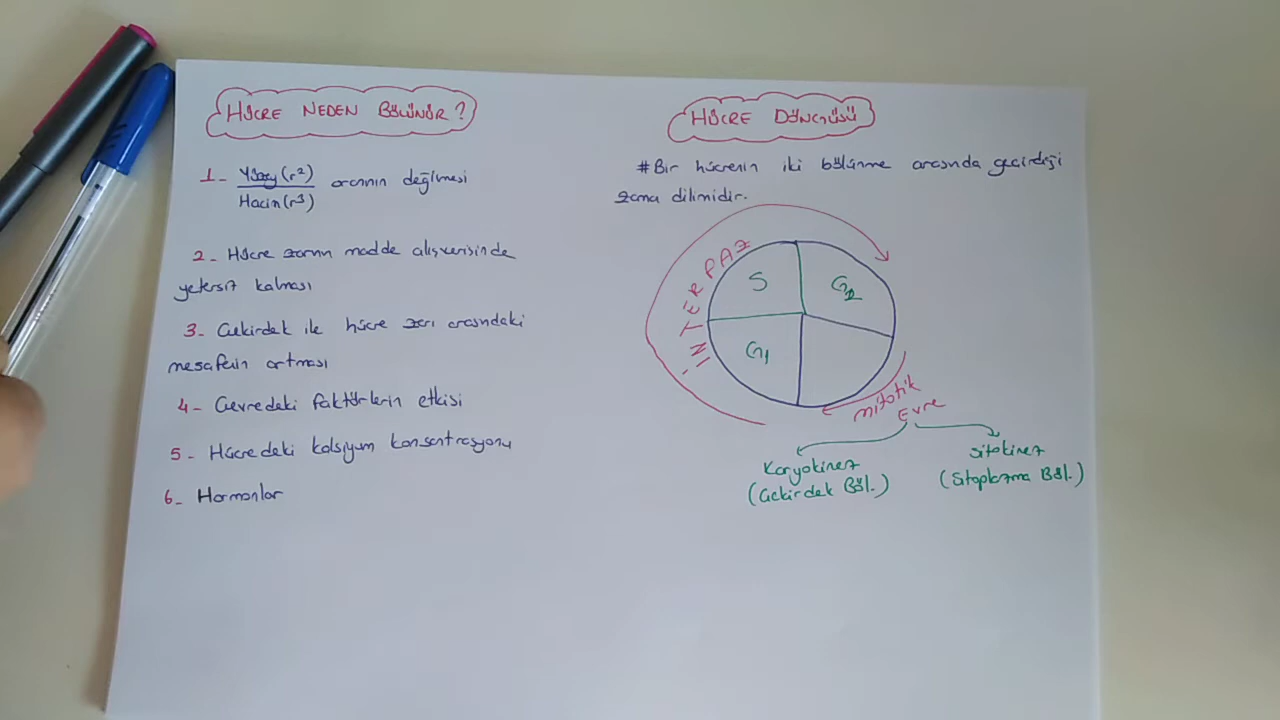 HÜCRE NEDEN BÖLÜNÜR ?
1- Yüzey (r²)
Hacim (r³)
oranının değişmesi
2- Hücre zarının madde alışverişinde
yetersiz kalması
3- Çekirdek ile hücre zarı arasındaki
mesafenin artması
4- Çevredeki faktörlerin etkisi
5- Hücredeki kalsiyum konsentrasyonu
6- Hormonlar
HÜCRE DÖNGÜSÜ
#Bir hücrenin iki bölünme arasında geçirdiği
zama dilimidir.
İNTERFAZ
S
G2
G1
mitotik
Evre
Karyokinez
(Çekirdek Böl.)
Sitokinez
(Sitoplazma Böl.)